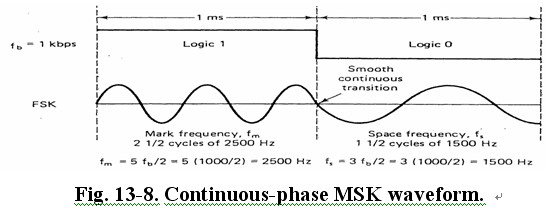 1 ms
1 ms
f_b = 1 kbps
Logic 1
Logic 0
Smooth
continuous
transition
FSK
Mark frequency, f_m
2 1/2 cycles of 2500 Hz
f_m = 5 f_b/2 = 5 (1000/2) = 2500 Hz
Space frequency, f_s
1 1/2 cycles of 1500 Hz
f_s = 3 f_b/2 = 3 (1000/2) = 1500 Hz
Fig. 13-8. Continuous-phase MSK waveform. ↵